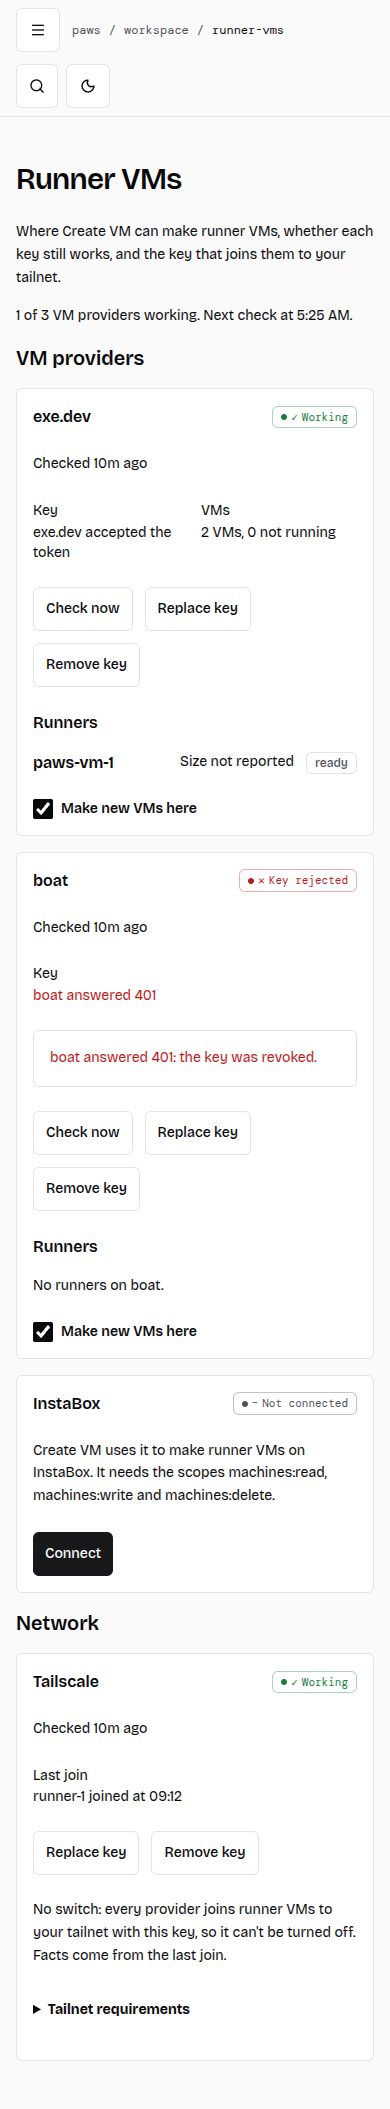 paws / workspace / runner-vms
Runner VMs
Where Create VM can make runner VMs, whether each
key still works, and the key that joins them to your
tailnet.
1 of 3 VM providers working. Next check at 5:25 AM.
VM providers
exe.dev
✓ Working
Checked 10m ago
Key
VMs
exe.dev accepted the
token
2 VMs, 0 not running
Check now
Replace key
Remove key
Runners
paws-vm-1
Size not reported
ready
Make new VMs here
boat
× Key rejected
Checked 10m ago
Key
boat answered 401
boat answered 401: the key was revoked.
Check now
Replace key
Remove key
Runners
No runners on boat.
Make new VMs here
InstaBox
– Not connected
Create VM uses it to make runner VMs on
InstaBox. It needs the scopes machines:read,
machines:write and machines:delete.
Connect
Network
Tailscale
✓ Working
Checked 10m ago
Last join
runner-1 joined at 09:12
Replace key
Remove key
No switch: every provider joins runner VMs to
your tailnet with this key, so it can't be turned off.
Facts come from the last join.
Tailnet requirements